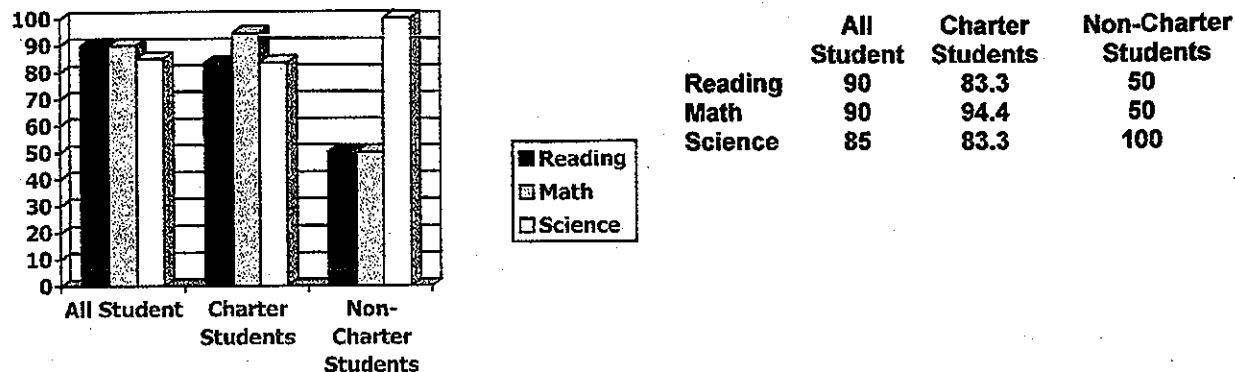 100
90
80
70
60
50
40
30
20
10
0
All Student
Charter
Students
Non-
Charter
Students
Reading
Math
Science
All
Student
Charter
Students
Non-Charter
Students
Reading 90 83.3 50
Math 90 94.4 50
Science 85 83.3 100